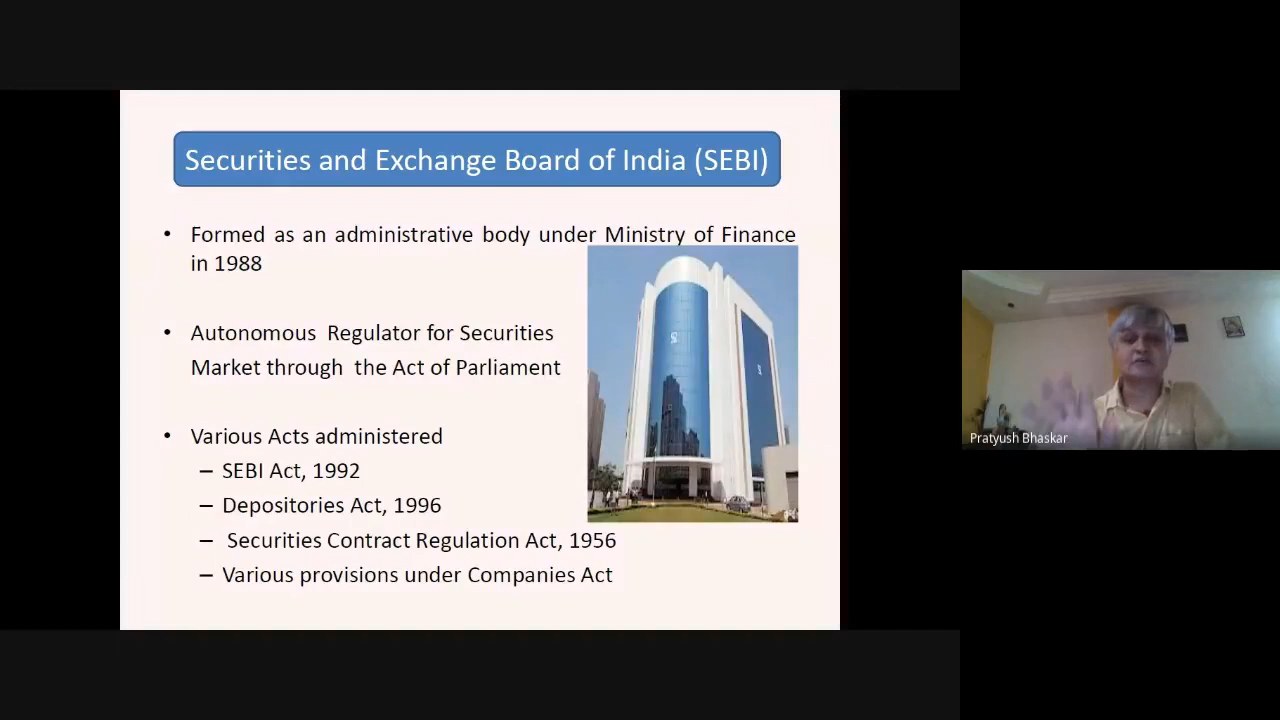 Securities and Exchange Board of India (SEBI)
• Formed as an administrative body under Ministry of Finance
in 1988
• Autonomous Regulator for Securities
Market through the Act of Parliament
• Various Acts administered
– SEBI Act, 1992
– Depositories Act, 1996
– Securities Contract Regulation Act, 1956
– Various provisions under Companies Act
Pratyush Bhaskar